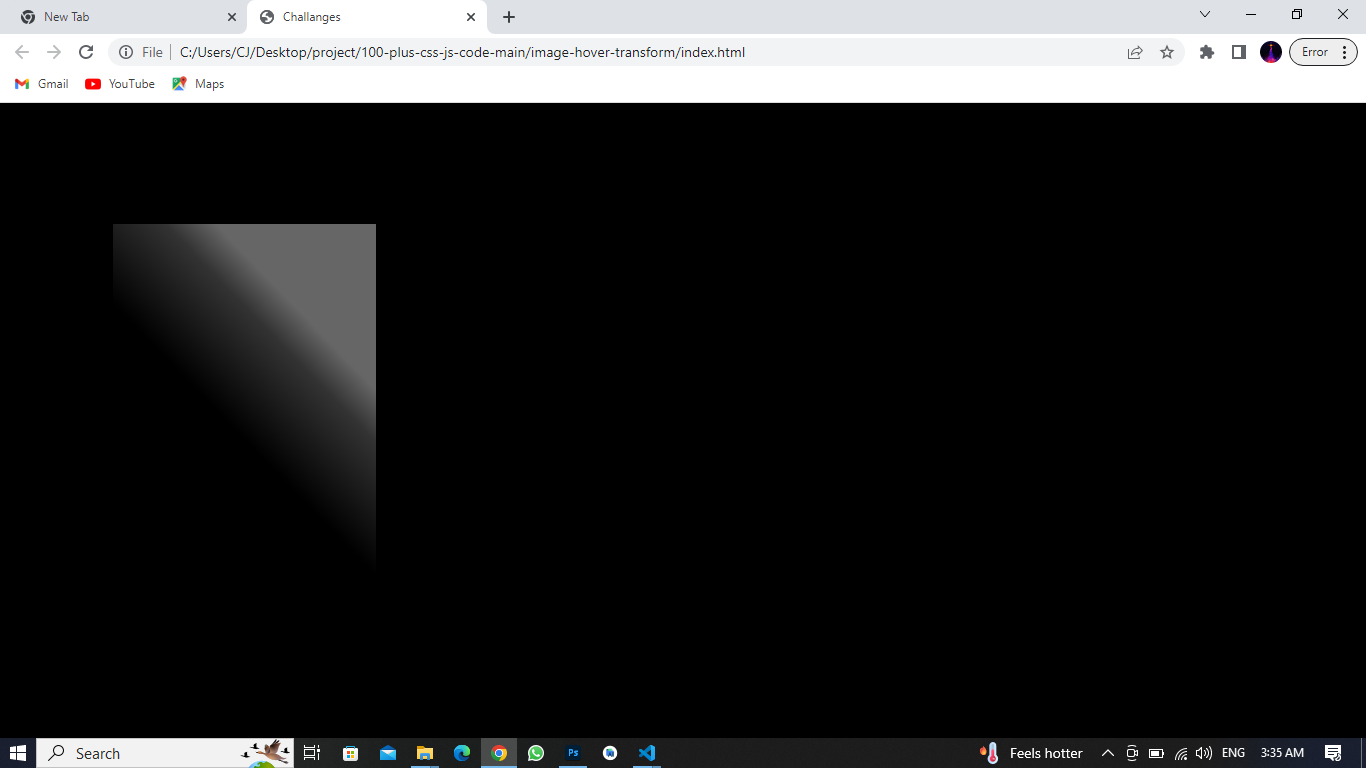 New Tab
Challanges
File
C:/Users/CJ/Desktop/project/100-plus-css-js-code-main/image-hover-transform/index.html
Error
Gmail
YouTube
Maps
Search
Ps
Feels hotter
ENG
3:35 AM